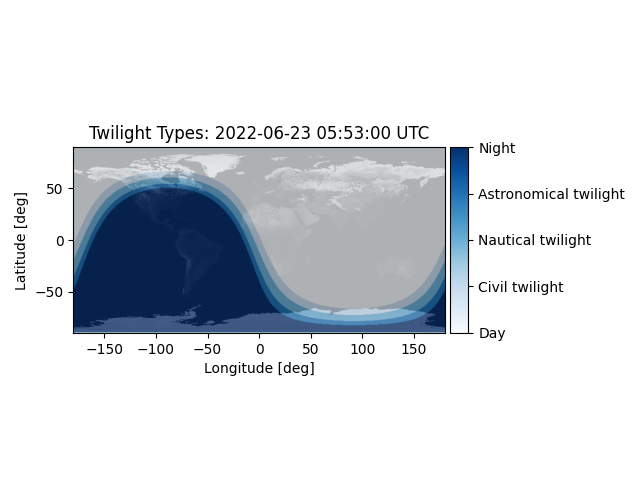 Twilight Types: 2022-06-23 05:53:00 UTC
Night
Astronomical twilight
Nautical twilight
Civil twilight
Day
Latitude [deg]
50
0
−50
−150 −100 −50 0 50 100 150
Longitude [deg]